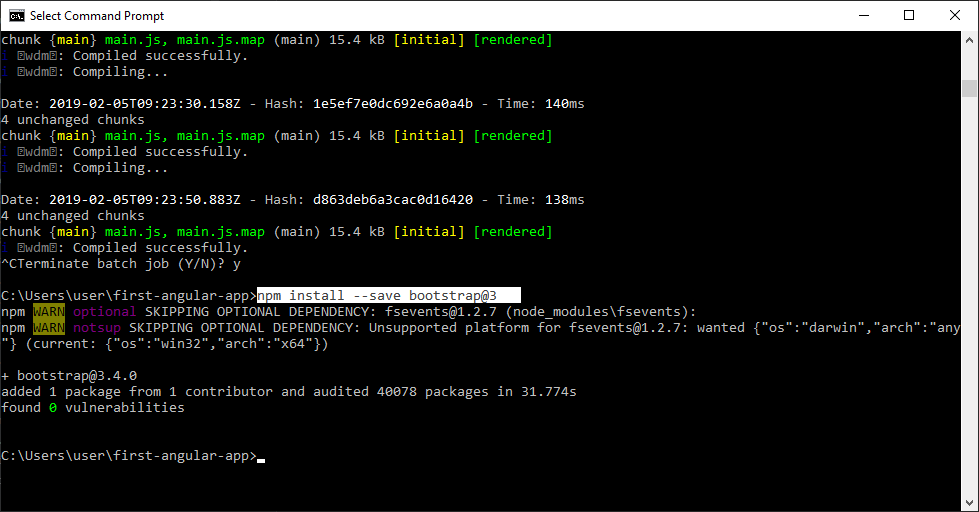 Select Command Prompt
chunk {main} main.js, main.js.map (main) 15.4 kB [initial] [rendered]
i ｢wdm｣: Compiled successfully.
i ｢wdm｣: Compiling...
Date: 2019-02-05T09:23:30.158Z - Hash: 1e5ef7e0dc692e6a0a4b - Time: 140ms
4 unchanged chunks
chunk {main} main.js, main.js.map (main) 15.4 kB [initial] [rendered]
i ｢wdm｣: Compiled successfully.
i ｢wdm｣: Compiling...
Date: 2019-02-05T09:23:50.883Z - Hash: d863deb6a3cac0d16420 - Time: 138ms
4 unchanged chunks
chunk {main} main.js, main.js.map (main) 15.4 kB [initial] [rendered]
i ｢wdm｣: Compiled successfully.
^CTerminate batch job (Y/N)? y
C:\Users\user\first-angular-app>npm install --save bootstrap@3
npm WARN optional SKIPPING OPTIONAL DEPENDENCY: fsevents@1.2.7 (node_modules\fsevents):
npm WARN notsup SKIPPING OPTIONAL DEPENDENCY: Unsupported platform for fsevents@1.2.7: wanted {"os":"darwin","arch":"any
"} (current: {"os":"win32","arch":"x64"})
+ bootstrap@3.4.0
added 1 package from 1 contributor and audited 40078 packages in 31.774s
found 0 vulnerabilities
C:\Users\user\first-angular-app>